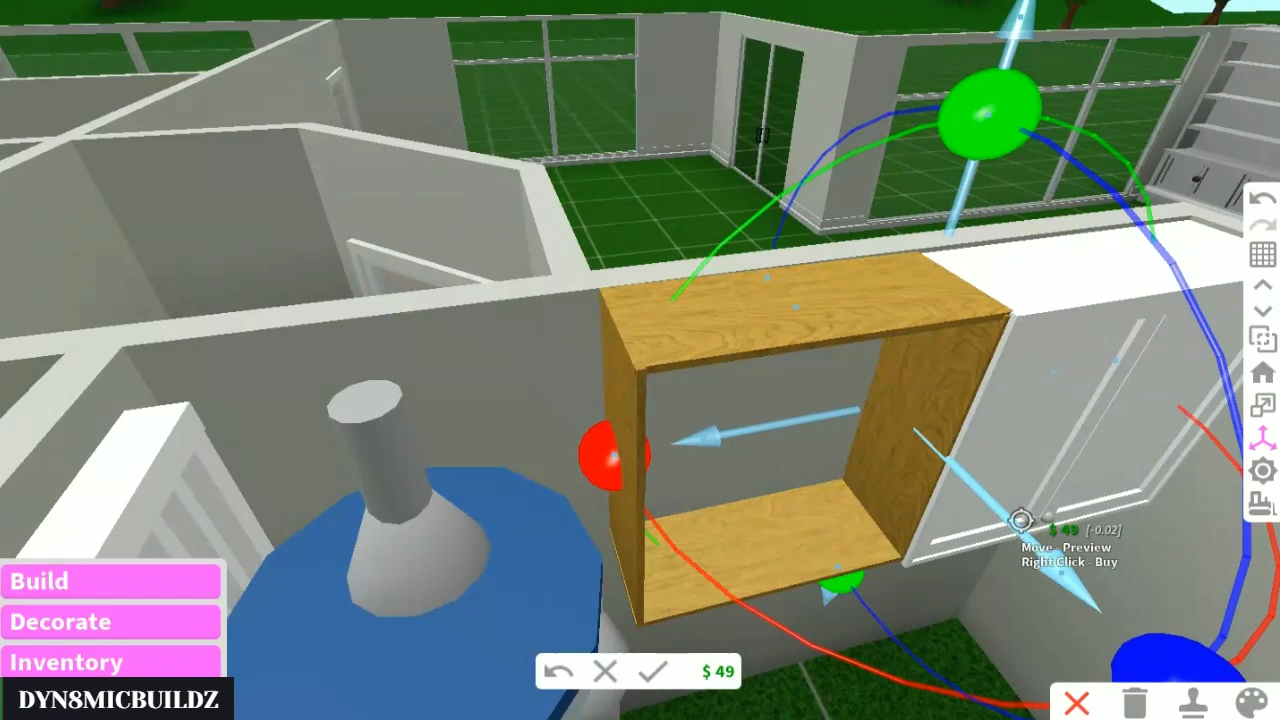 $ 49 [-0.02]
Move - Preview
Right Click - Buy
Build
Decorate
Inventory
DYN8MICBUILDZ
$ 49